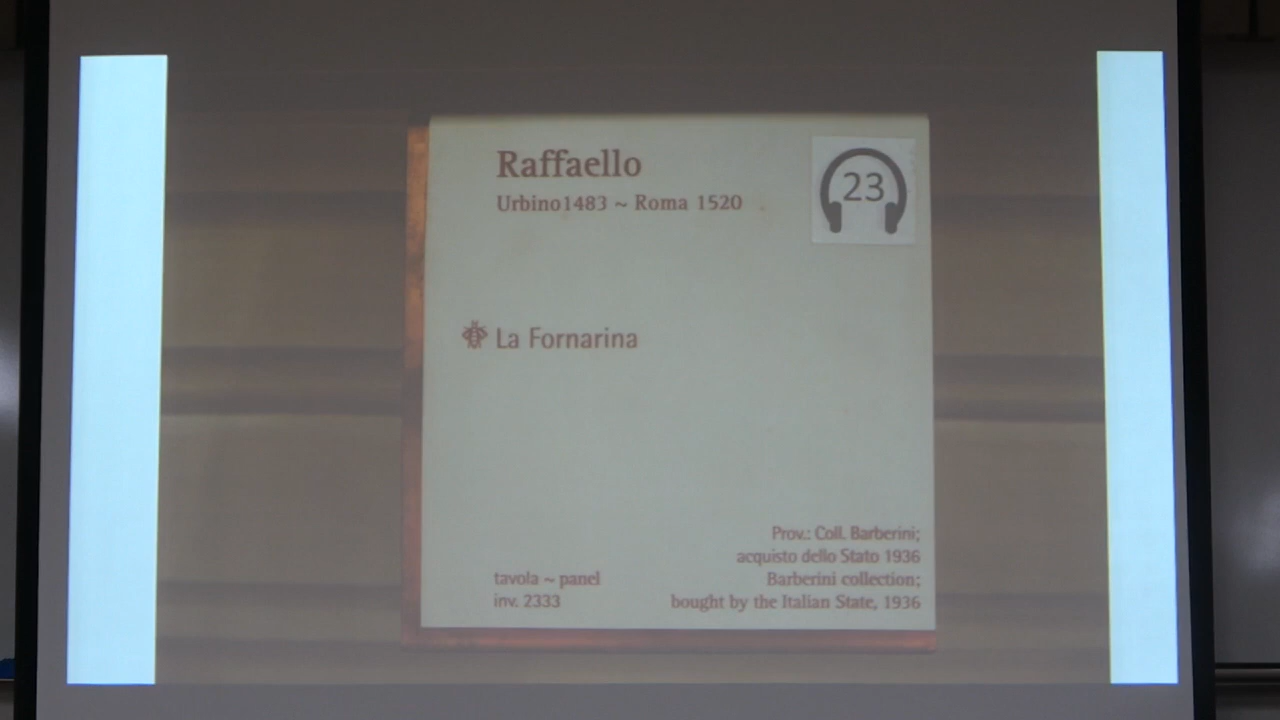 Raffaello
Urbino1483 ~ Roma 1520
23
La Fornarina
Prov.: Coll. Barberini;
acquisto dello Stato 1936
Barberini collection;
bought by the Italian State, 1936
tavola ~ panel
inv. 2333